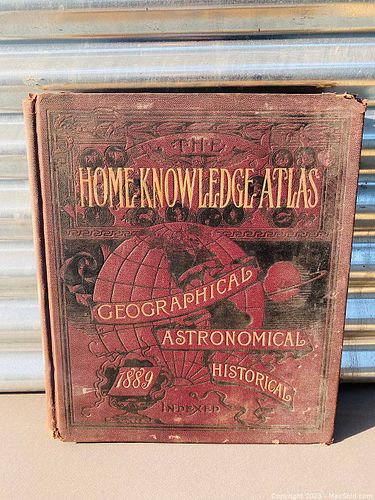 THE
HOME KNOWLEDGE ATLAS
GEOGRAPHICAL
ASTRONOMICAL
HISTORICAL
1889
INDEXED
Copyright 2023 - MaxSold.com